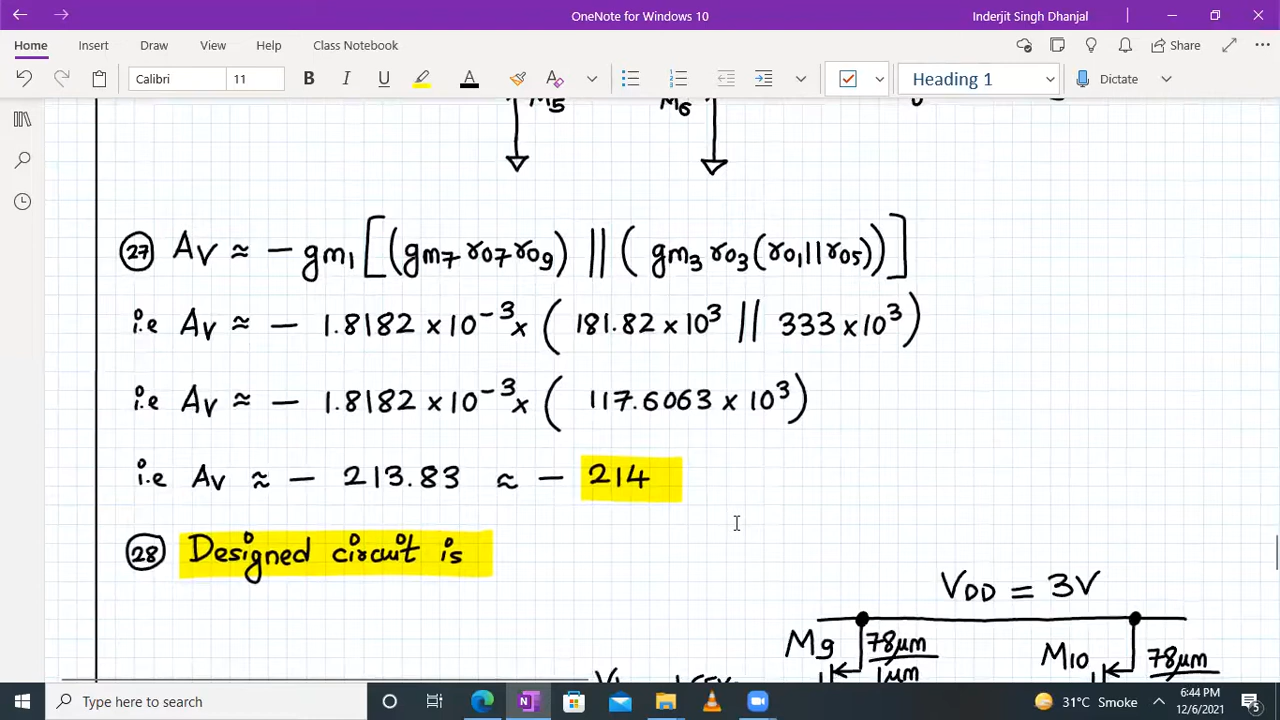 OneNote for Windows 10
Inderjit Singh Dhanjal
Home Insert Draw View Help Class Notebook
Share
Calibri 11 B I U A Heading 1 Dictate
M5 M6
27 Av ≈ - gm1 [(gm7 ro7 ro9) || (gm3 ro3 (ro1 || ro5))]
i.e Av ≈ - 1.8182 × 10⁻³ × (181.82 × 10³ || 333 × 10³)
i.e Av ≈ - 1.8182 × 10⁻³ × (117.6063 × 10³)
i.e Av ≈ - 213.83 ≈ - 214
28 Designed circuit is
VDD = 3V
M9 78μm/1μm M10 78μm
Type here to search
31°C Smoke
6:44 PM
12/6/2021
5